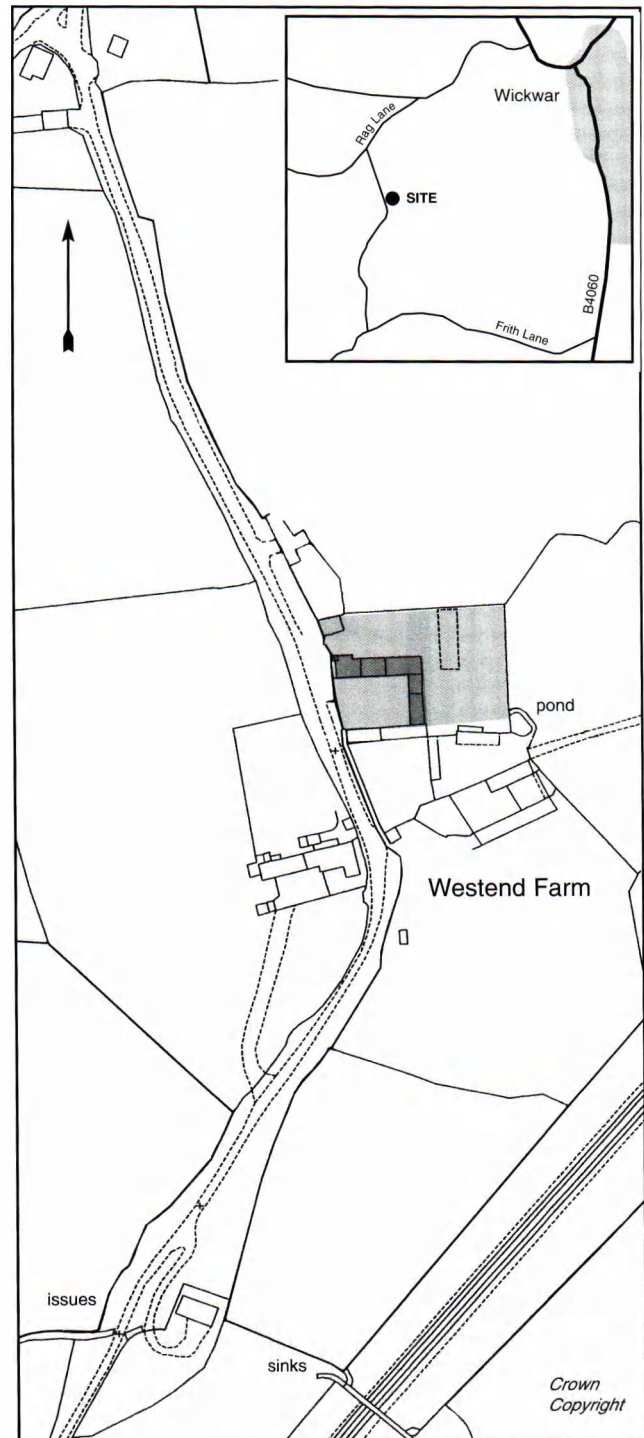 Wickwar
Rag Lane
SITE
B4060
Frith Lane
pond
Westend Farm
issues
sinks
Crown
Copyright